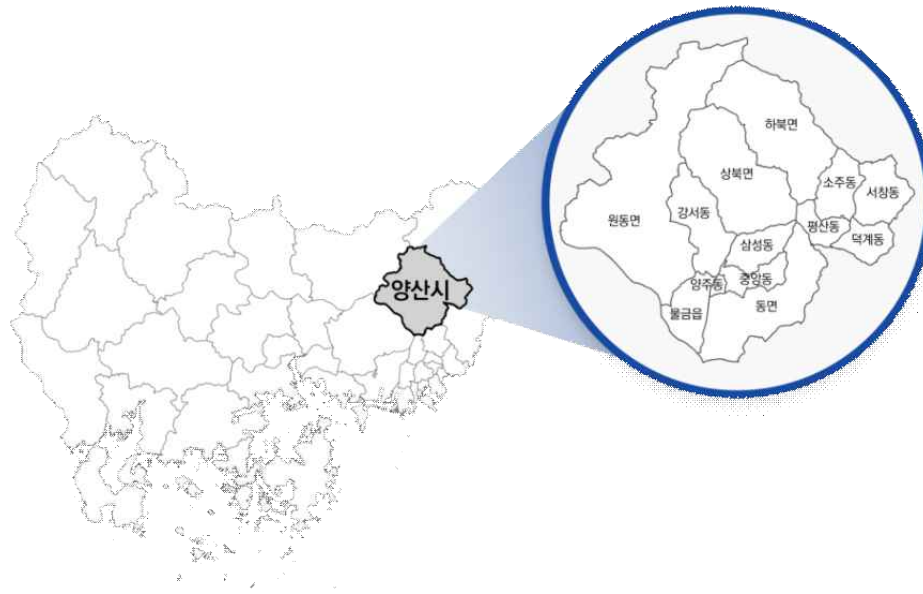 하북면
소주동
서창동
상북면
원동면
강서동
평산동
덕계동
삼성동
중앙동
양주동
양산시
동면
물금읍